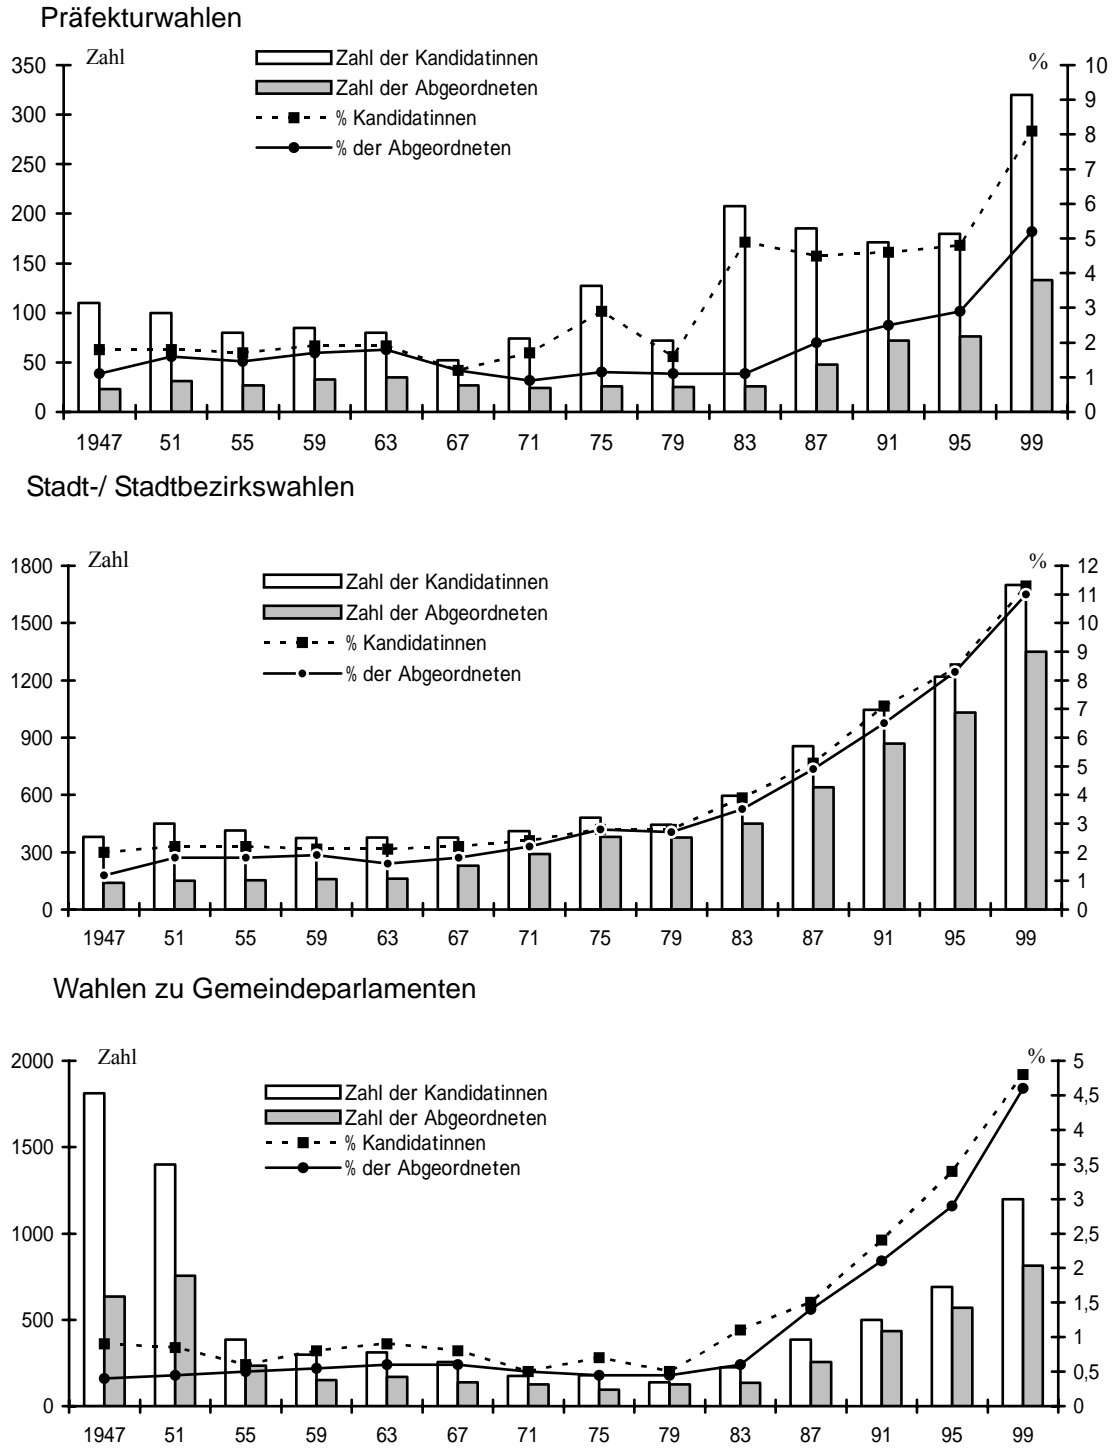 Präfekturwahlen
Zahl
%
Zahl der Kandidatinnen
Zahl der Abgeordneten
% Kandidatinnen
% der Abgeordneten
350
300
250
200
150
100
50
0
10
9
8
7
6
5
4
3
2
1
0
1947 51 55 59 63 67 71 75 79 83 87 91 95 99
Stadt-/ Stadtbezirkswahlen
Zahl
%
Zahl der Kandidatinnen
Zahl der Abgeordneten
% Kandidatinnen
% der Abgeordneten
1800
1500
1200
900
600
300
0
12
11
10
9
8
7
6
5
4
3
2
1
0
1947 51 55 59 63 67 71 75 79 83 87 91 95 99
Wahlen zu Gemeindeparlamenten
Zahl
%
Zahl der Kandidatinnen
Zahl der Abgeordneten
% Kandidatinnen
% der Abgeordneten
2000
1500
1000
500
0
5
4,5
4
3,5
3
2,5
2
1,5
1
0,5
0
1947 51 55 59 63 67 71 75 79 83 87 91 95 99